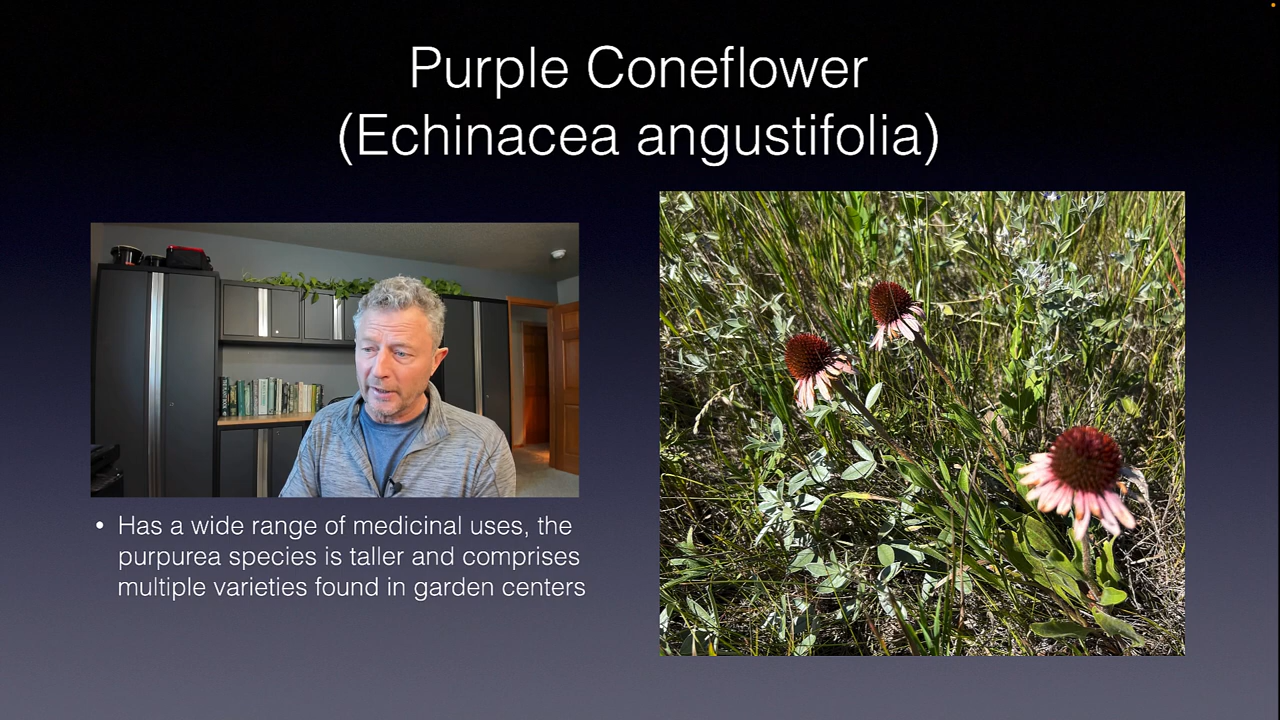 Purple Coneflower
(Echinacea angustifolia)
• Has a wide range of medicinal uses, the
purpurea species is taller and comprises
multiple varieties found in garden centers